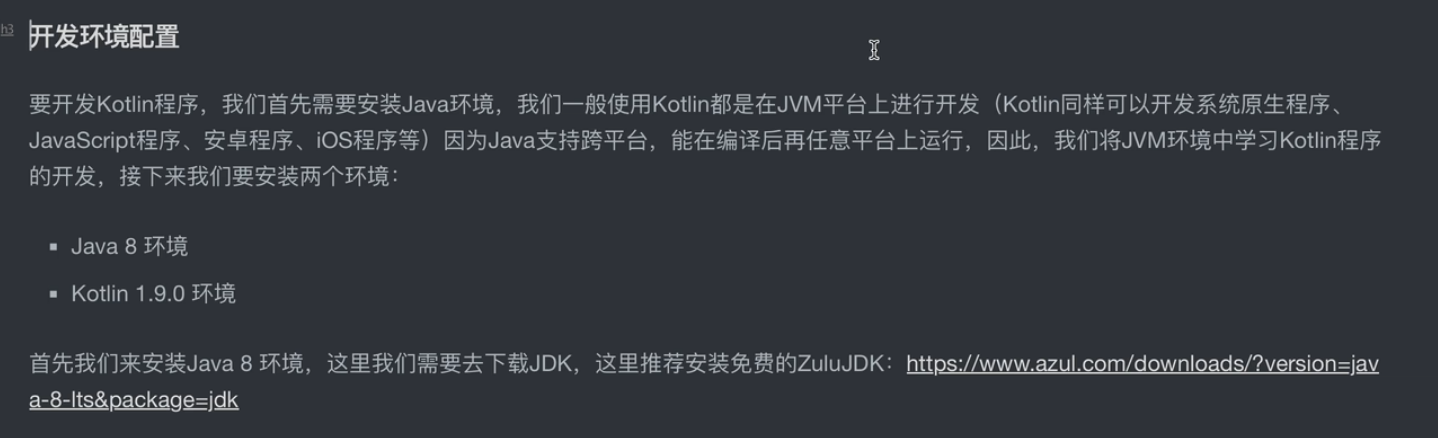 h3
开发环境配置
要开发Kotlin程序，我们首先需要安装Java环境，我们一般使用Kotlin都是在JVM平台上进行开发（Kotlin同样可以开发系统原生程序、
JavaScript程序、安卓程序、iOS程序等）因为Java支持跨平台，能在编译后再任意平台上运行，因此，我们将JVM环境中学习Kotlin程序
的开发，接下来我们要安装两个环境：
▪ Java 8 环境
▪ Kotlin 1.9.0 环境
首先我们来安装Java 8 环境，这里我们需要去下载JDK，这里推荐安装免费的ZuluJDK：https://www.azul.com/downloads/?version=jav
a-8-lts&package=jdk